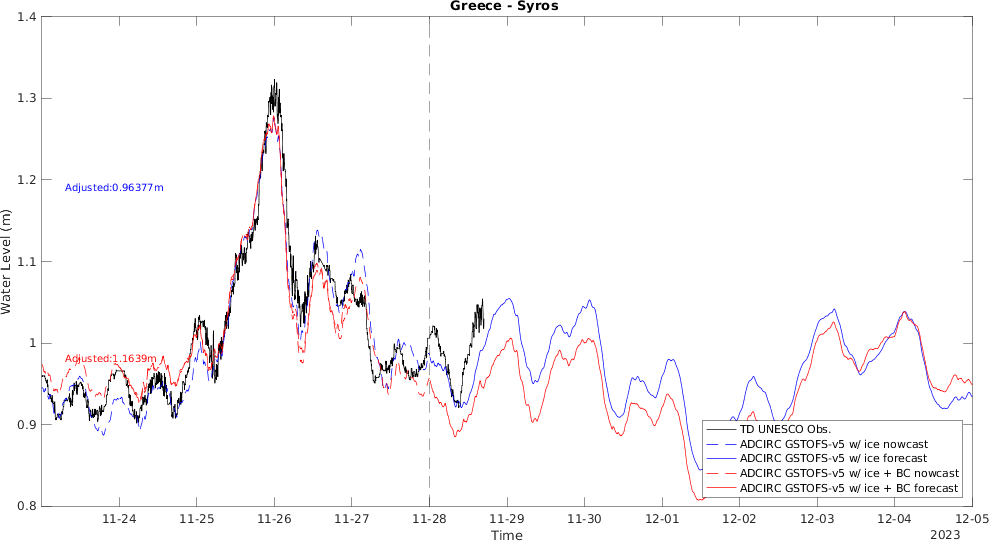 Greece - Syros
1.4
1.3
1.2
1.1
1
0.9
0.8
Water Level (m)
Adjusted:0.96377m
Adjusted:1.1639m
TD UNESCO Obs.
ADCIRC GSTOFS-v5 w/ ice nowcast
ADCIRC GSTOFS-v5 w/ ice forecast
ADCIRC GSTOFS-v5 w/ ice + BC nowcast
ADCIRC GSTOFS-v5 w/ ice + BC forecast
11-24 11-25 11-26 11-27 11-28 11-29 11-30 12-01 12-02 12-03 12-04 12-05
Time
2023